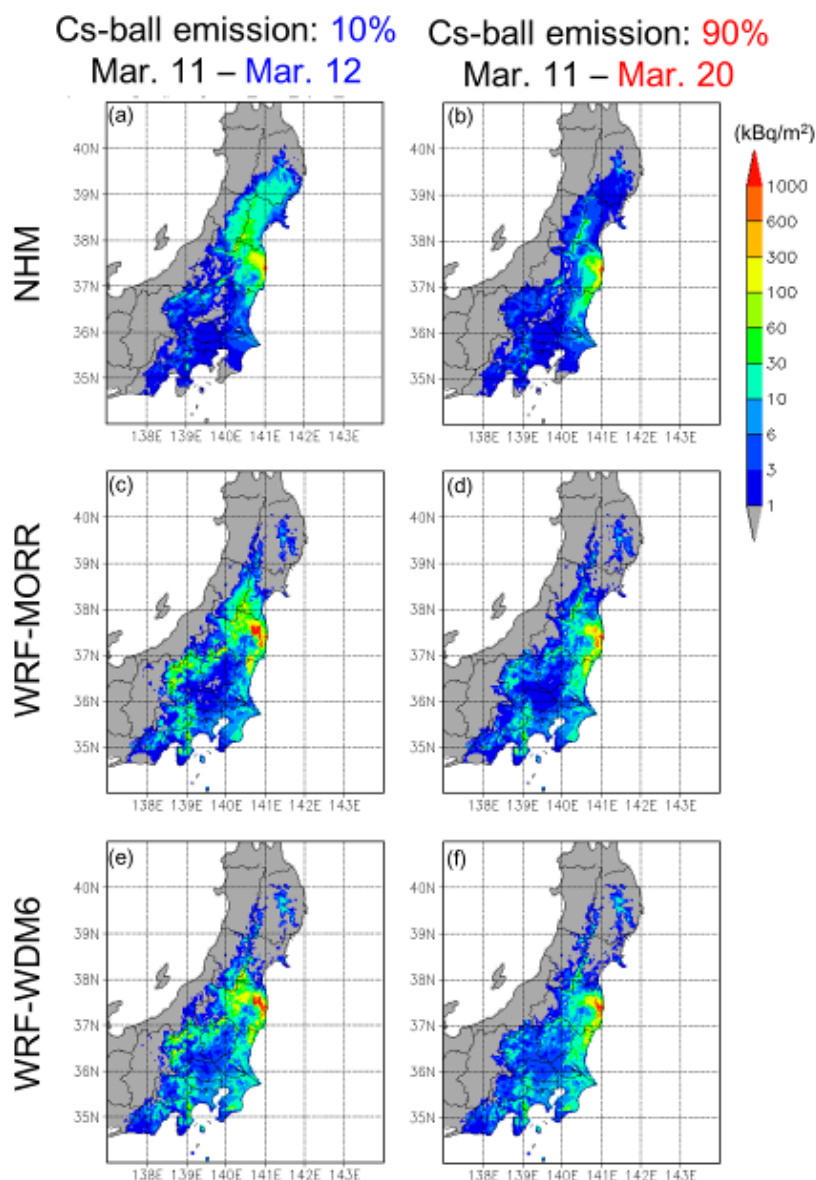 Cs-ball emission: 10%
Mar. 11 – Mar. 12
Cs-ball emission: 90%
Mar. 11 – Mar. 20
(kBq/m²)
1000
600
300
100
60
30
10
6
3
1
NHM
(a)
40N
39N
38N
37N
36N
35N
138E 139E 140E 141E 142E 143E
(b)
40N
39N
38N
37N
36N
35N
138E 139E 140E 141E 142E 143E
WRF-MORR
(c)
40N
39N
38N
37N
36N
35N
138E 139E 140E 141E 142E 143E
(d)
40N
39N
38N
37N
36N
35N
138E 139E 140E 141E 142E 143E
WRF-WDM6
(e)
40N
39N
38N
37N
36N
35N
138E 139E 140E 141E 142E 143E
(f)
40N
39N
38N
37N
36N
35N
138E 139E 140E 141E 142E 143E